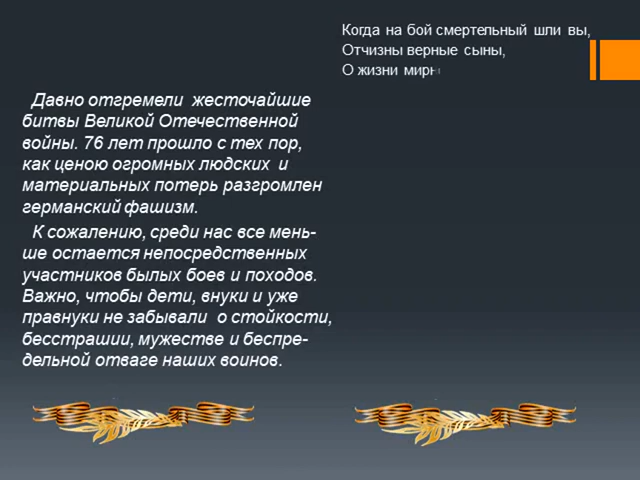 Когда на бой смертельный шли вы,
Отчизны верные сыны,
О жизни
Давно отгремели жесточайшие
битвы Великой Отечественной
войны. 76 лет прошло с тех пор,
как ценою огромных людских и
материальных потерь разгромлен
германский фашизм.
К сожалению, среди нас все мень-
ше остается непосредственных
участников былых боев и походов.
Важно, чтобы дети, внуки и уже
правнуки не забывали о стойкости,
бесстрашии, мужестве и беспре-
дельной отваге наших воинов.